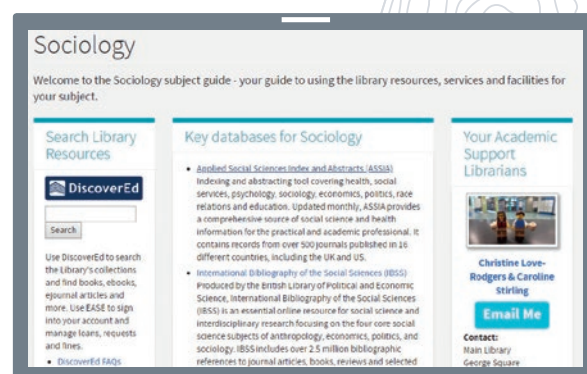 Sociology
Welcome to the Sociology subject guide - your guide to using the library resources, services and facilities for
your subject.
Search Library
Resources
DiscoverEd
Search
Use DiscoverEd to search
the Library's collections
and find books, ebooks,
ejournal articles and
more. Use EASE to sign
into your account and
manage loans, requests
and fines.
DiscoverEd FAQs
Key databases for Sociology
Applied Social Sciences Index and Abstracts (ASSIA)
Indexing and abstracting tool covering health, social
services, psychology, sociology, economics, politics, race
relations and education. Updated monthly, ASSIA provides
a comprehensive source of social science and health
information for the practical and academic professional. It
contains records from over 500 journals published in 16
different countries, including the UK and US.
International Bibliography of the Social Sciences (IBSS)
Produced by the British Library of Political and Economic
Science, International Bibliography of the Social Sciences
(IBSS) is an essential online resource for social science and
interdisciplinary research focusing on the four core social
science subjects of anthropology, economics, politics, and
sociology. IBSS includes over 2.5 million bibliographic
references to journal articles, books, reviews and selected
Your Academic
Support
Librarians
Christine Love-
Rodgers & Caroline
Stirling
Email Me
Contact:
Main Library
George Square